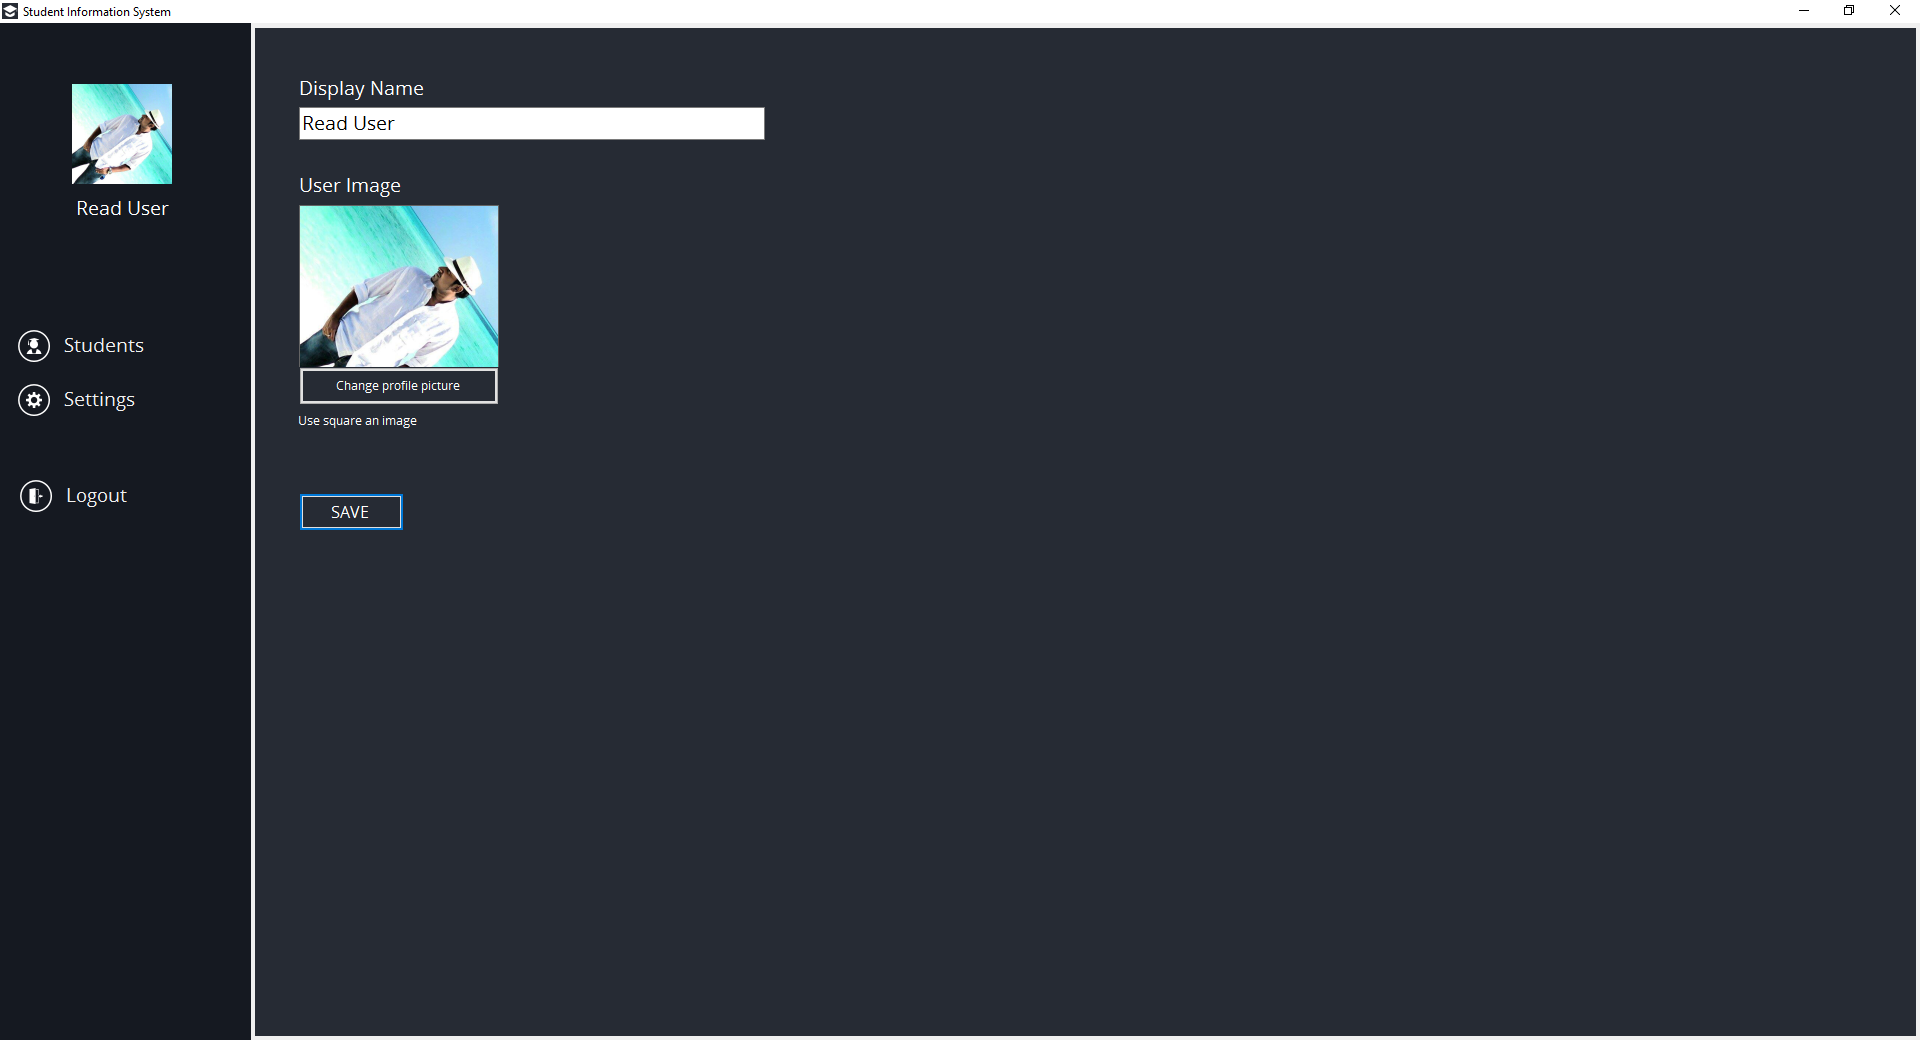 Student Information System
Read User
Students
Settings
Logout
Display Name
Read User
User Image
Change profile picture
Use square an image
SAVE